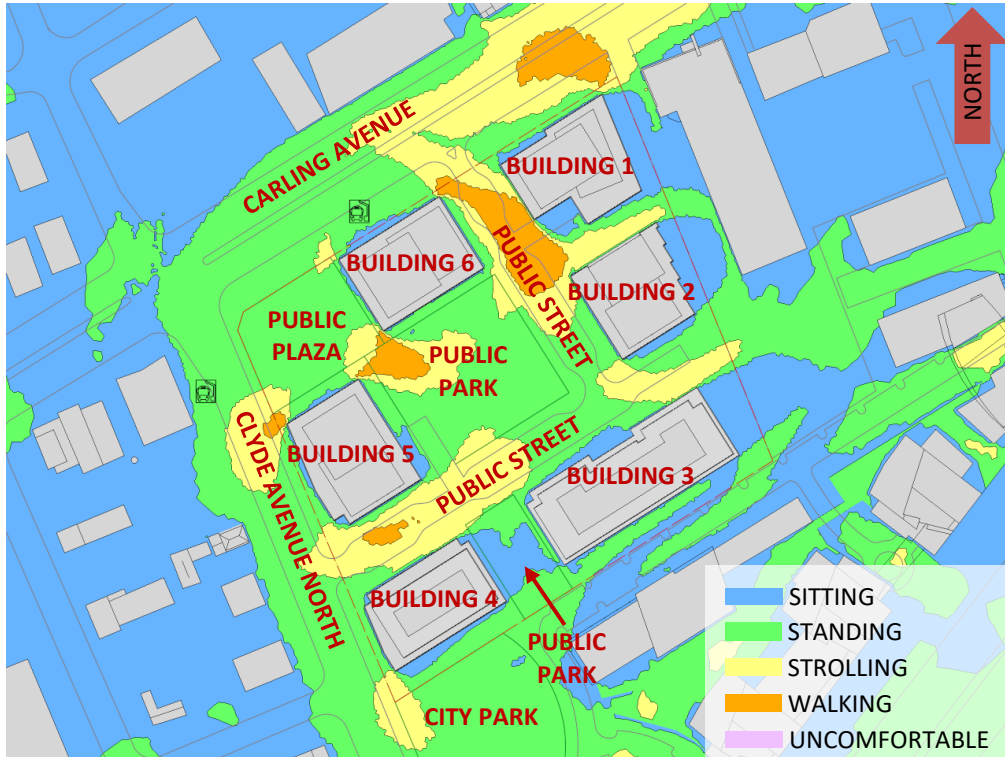 NORTH
CARLING AVENUE
BUILDING 1
PUBLIC STREET
BUILDING 6
BUILDING 2
PUBLIC
PLAZA
PUBLIC
PARK
CLYDE AVENUE NORTH
BUILDING 5
PUBLIC STREET
BUILDING 3
BUILDING 4
PUBLIC
PARK
CITY PARK
SITTING
STANDING
STROLLING
WALKING
UNCOMFORTABLE